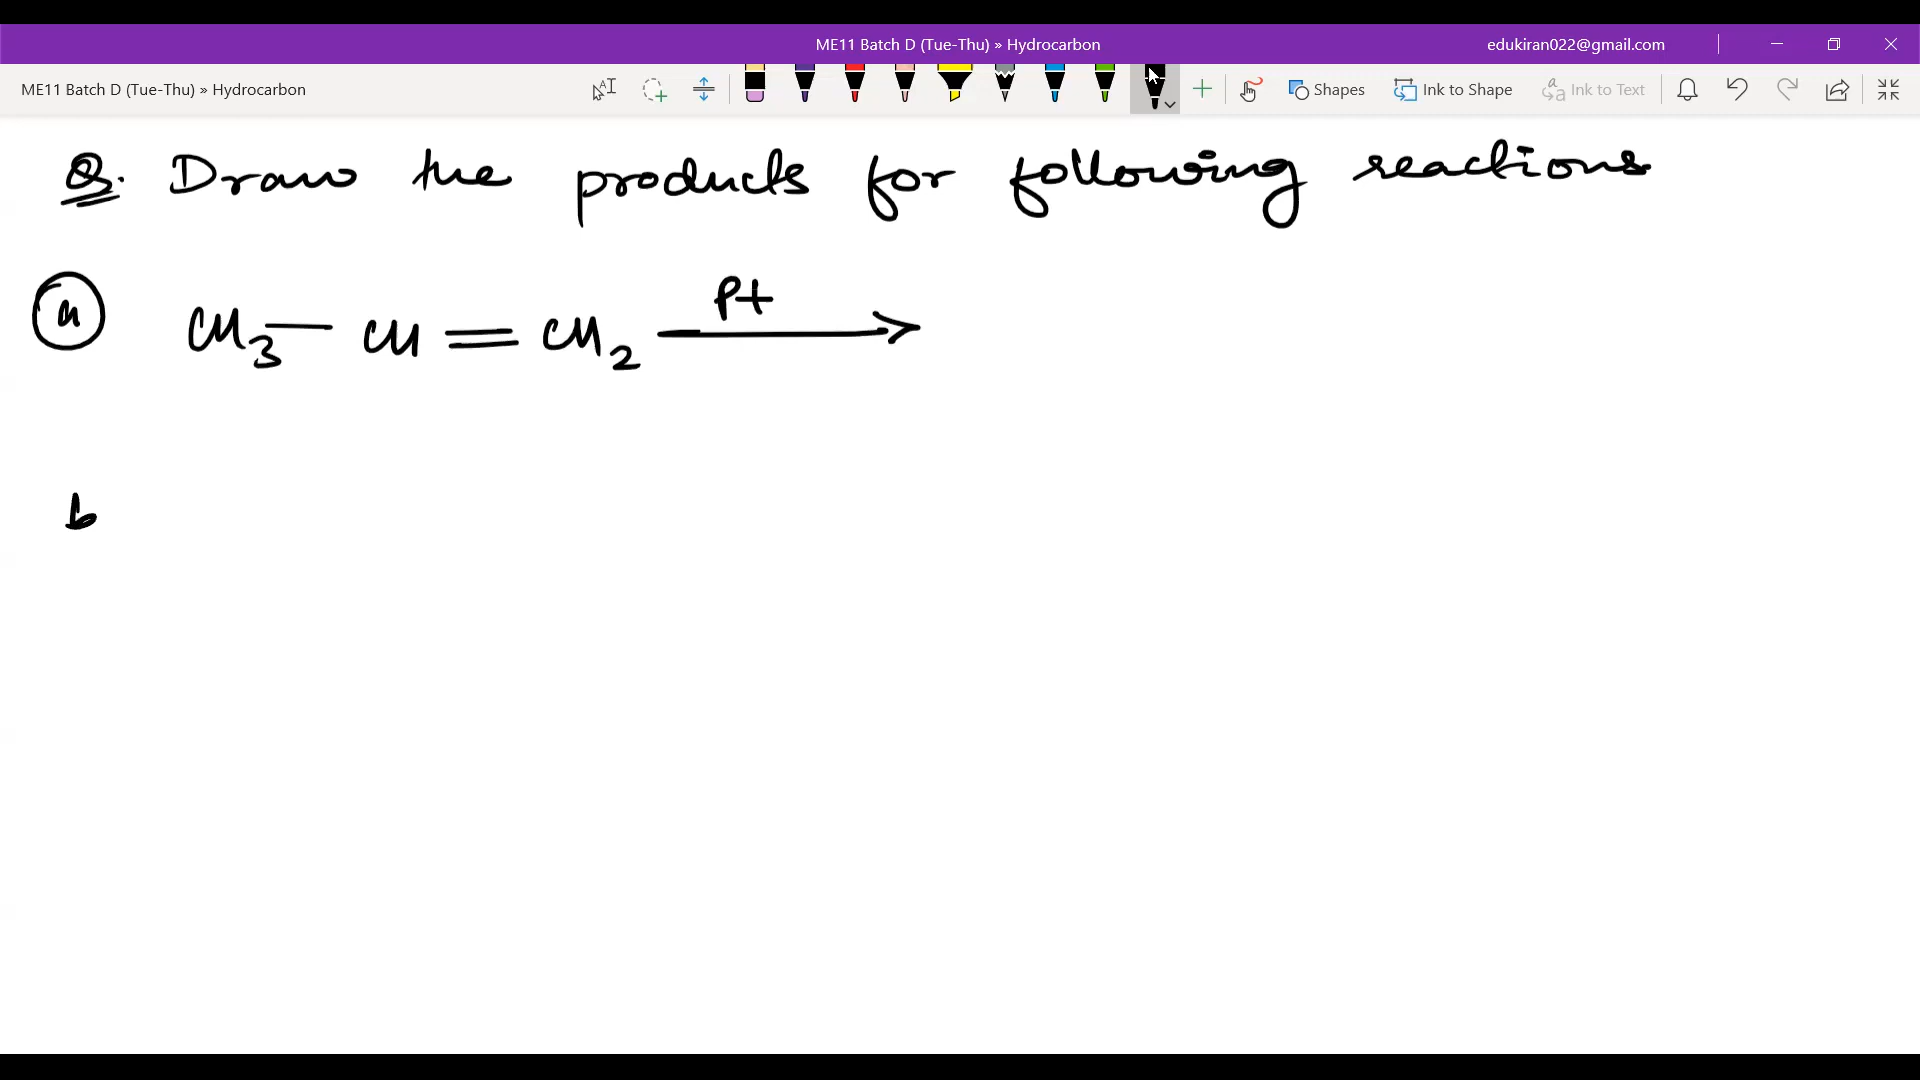 ME11 Batch D (Tue-Thu) » Hydrocarbon edukiran022@gmail.com
ME11 Batch D (Tue-Thu) » Hydrocarbon Shapes Ink to Shape Ink to Text
Q. Draw the products for following reactions
a CH3 — CH = CH2 Pt
b